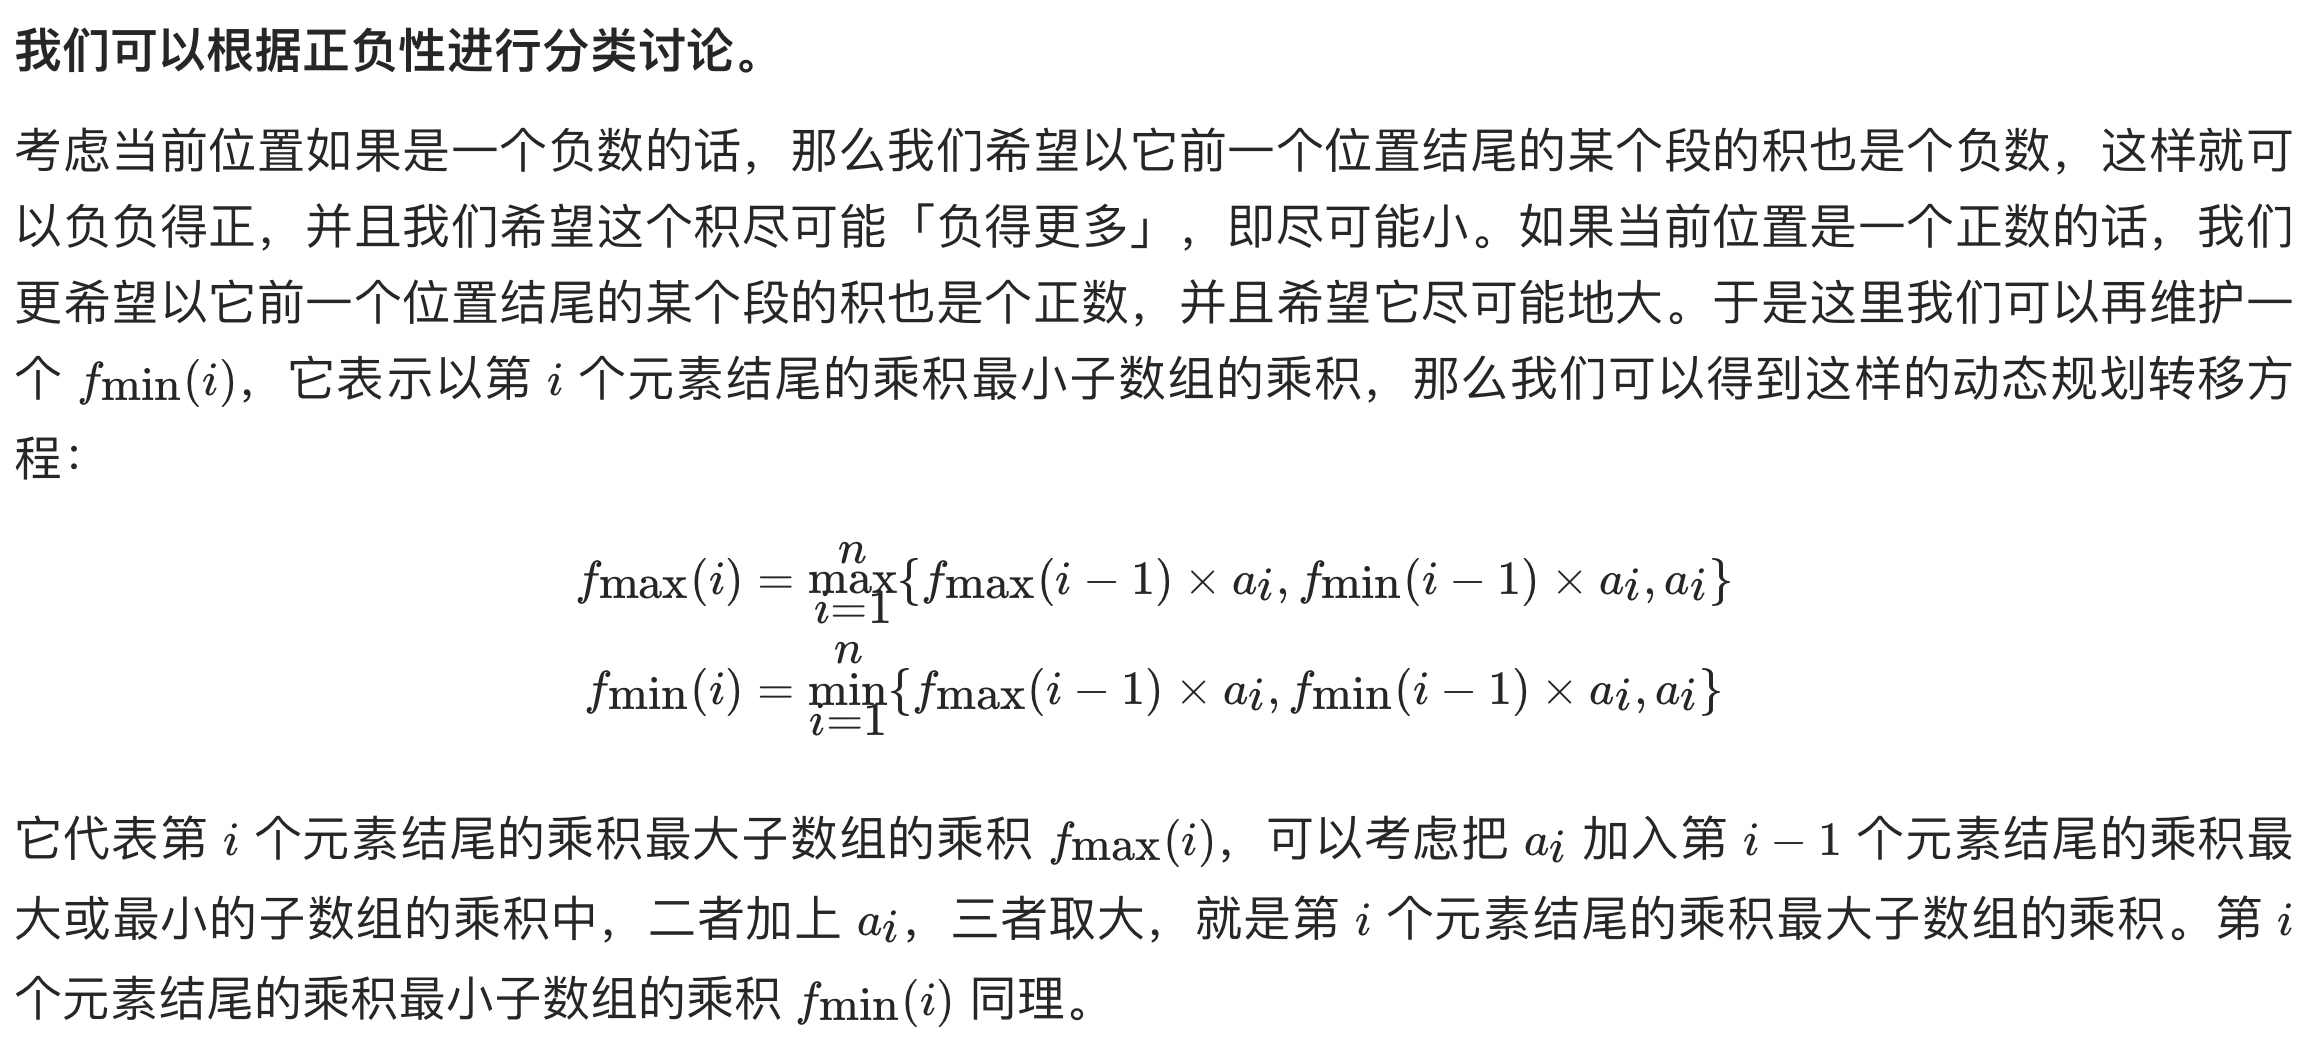 我们可以根据正负性进行分类讨论。
考虑当前位置如果是一个负数的话，那么我们希望以它前一个位置结尾的某个段的积也是个负数，这样就可
以负负得正，并且我们希望这个积尽可能「负得更多」，即尽可能小。如果当前位置是一个正数的话，我们
更希望以它前一个位置结尾的某个段的积也是个正数，并且希望它尽可能地大。于是这里我们可以再维护一
个 $f_{\min}(i)$，它表示以第 $i$ 个元素结尾的乘积最小子数组的乘积，那么我们可以得到这样的动态规划转移方
程：
$f_{\max}(i) = \max_{i=1}^{n}\{f_{\max}(i-1) \times a_i, f_{\min}(i-1) \times a_i, a_i\}$
$f_{\min}(i) = \min_{i=1}^{n}\{f_{\max}(i-1) \times a_i, f_{\min}(i-1) \times a_i, a_i\}$
它代表第 $i$ 个元素结尾的乘积最大子数组的乘积 $f_{\max}(i)$，可以考虑把 $a_i$ 加入第 $i-1$ 个元素结尾的乘积最
大或最小的子数组的乘积中，二者加上 $a_i$，三者取大，就是第 $i$ 个元素结尾的乘积最大子数组的乘积。第 $i$
个元素结尾的乘积最小子数组的乘积 $f_{\min}(i)$ 同理。